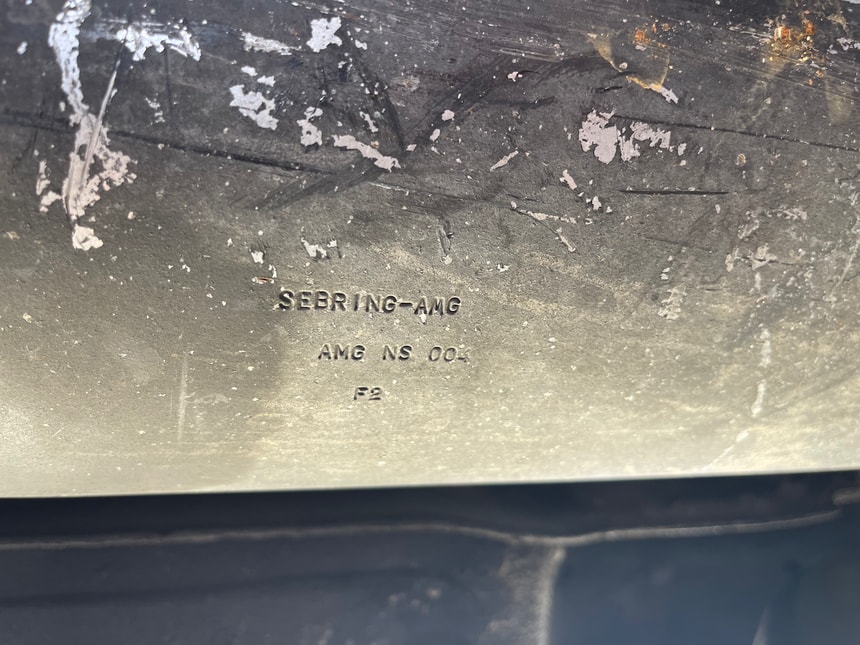 SEBRING-AMG
AMG NS 004
F2